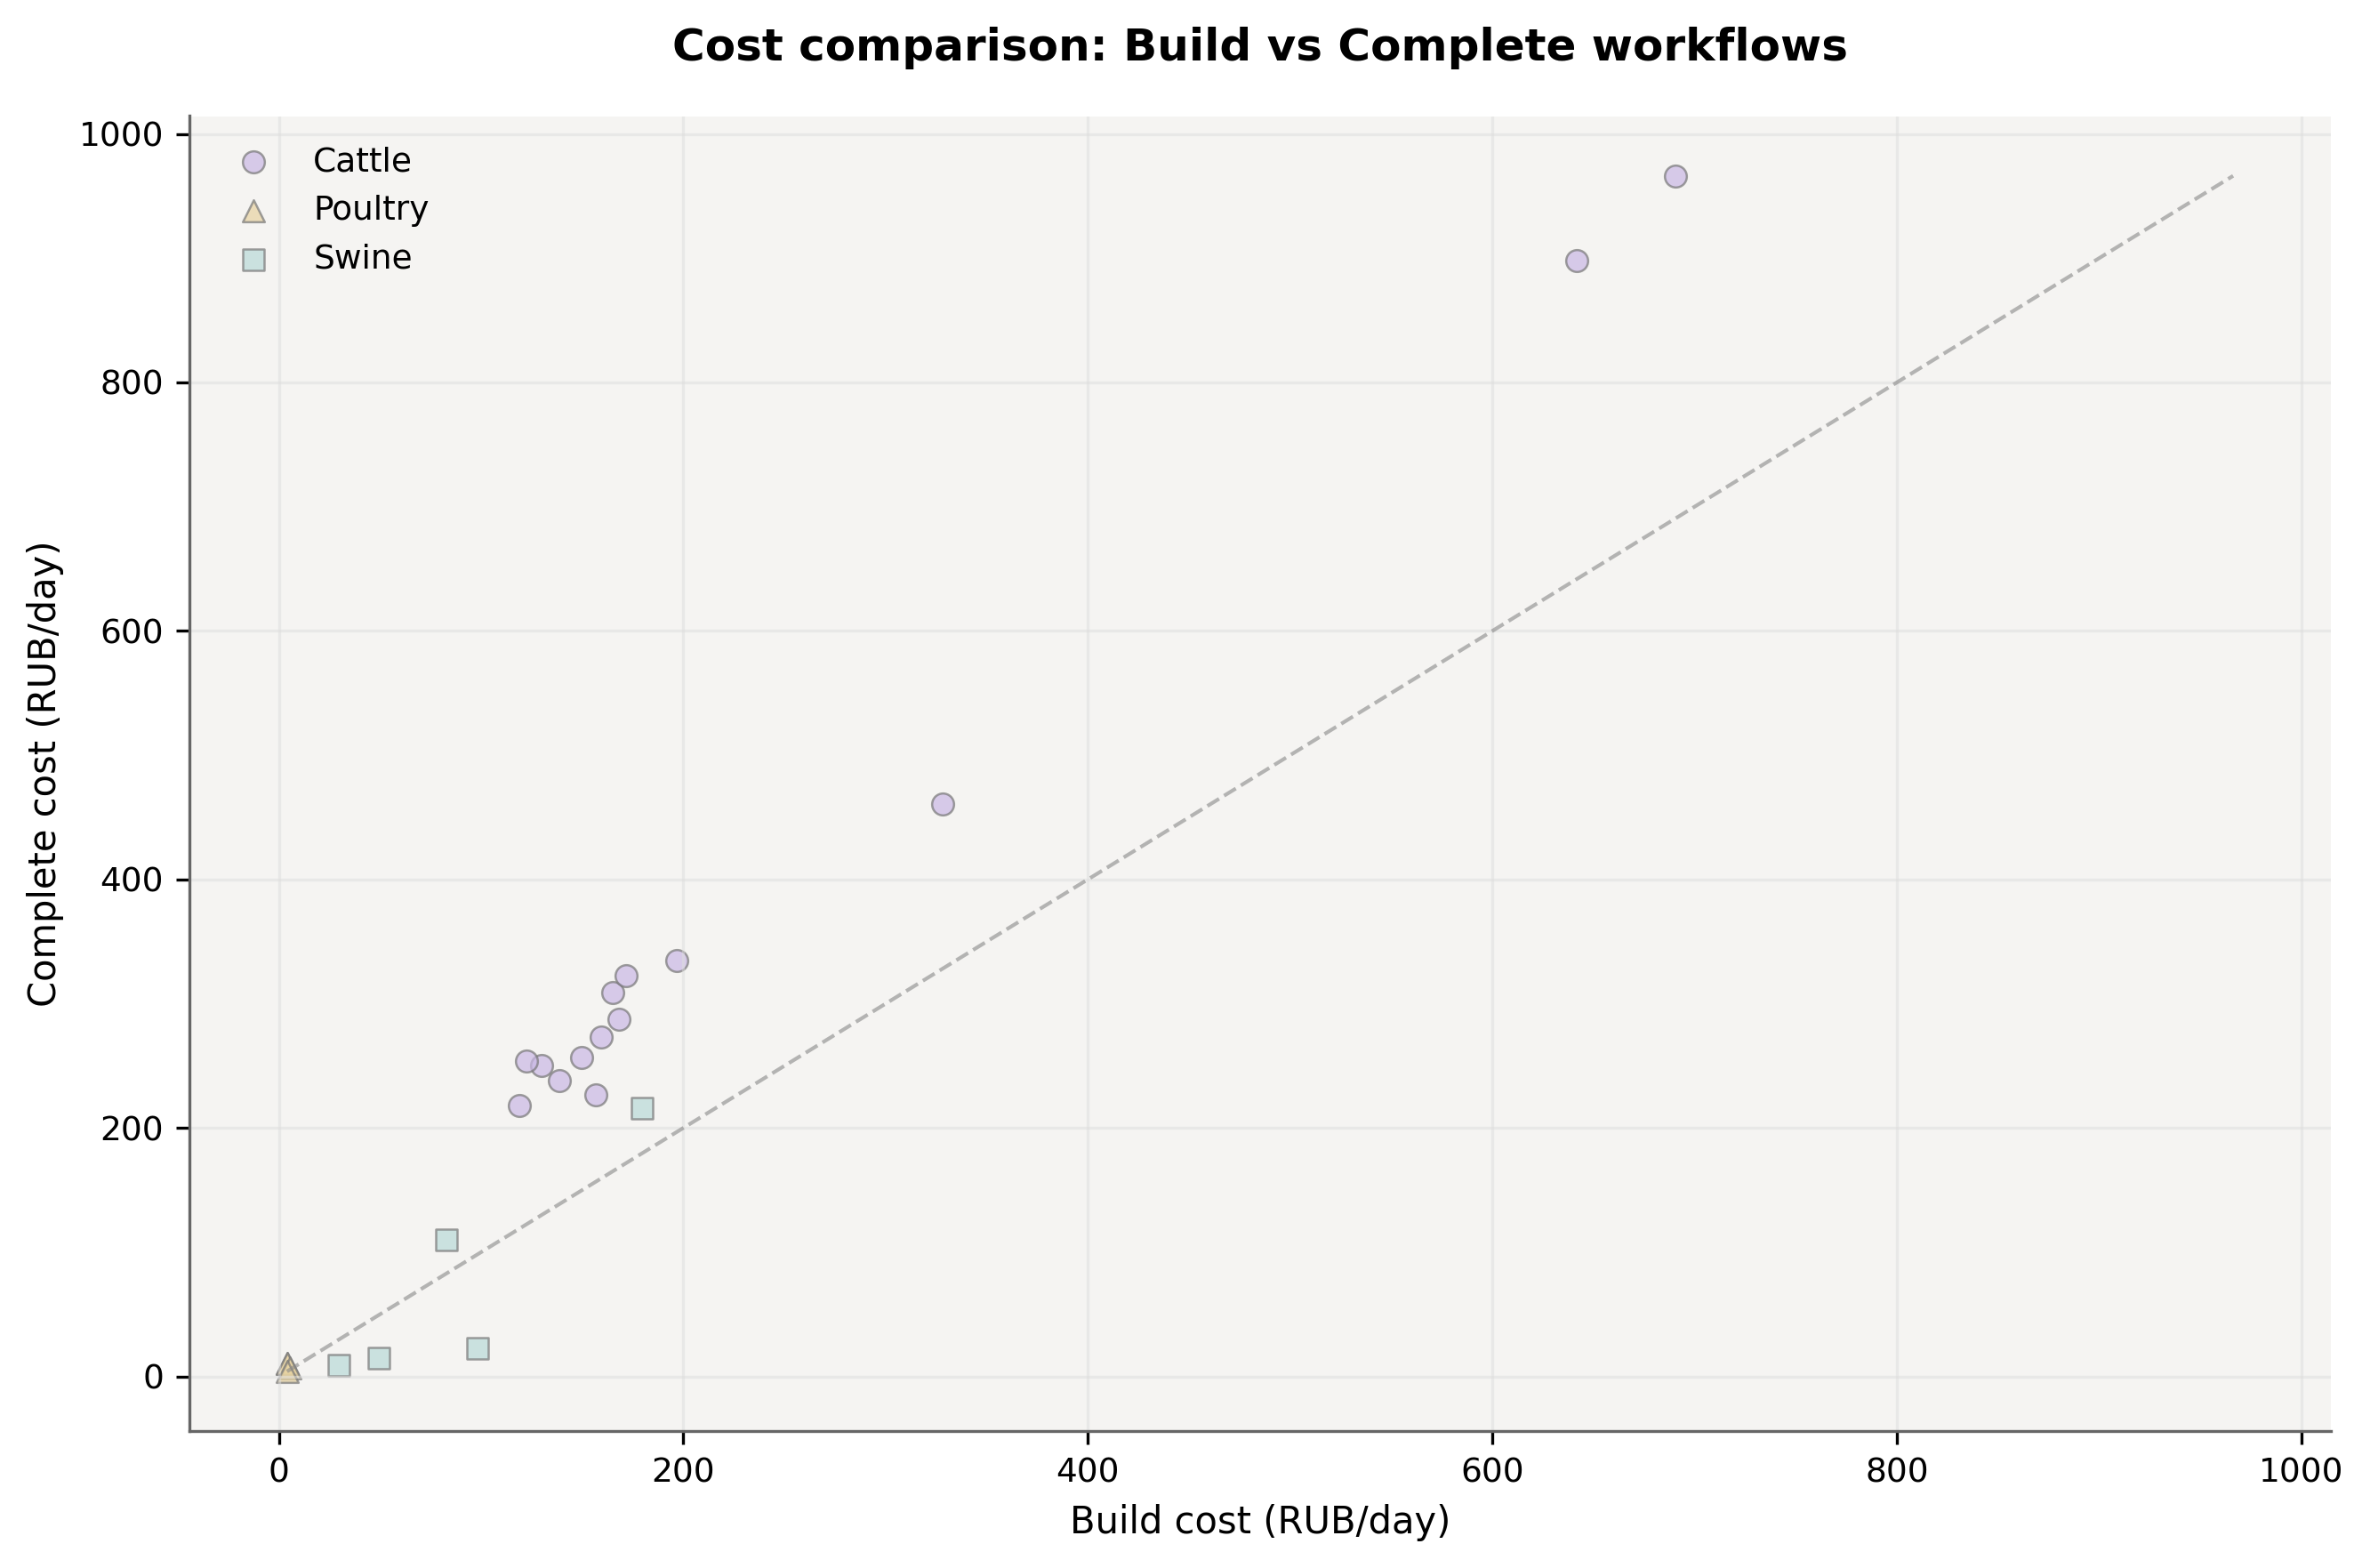 Cost comparison: Build vs Complete workflows
Cattle
Poultry
Swine
1000
800
600
400
200
0
Complete cost (RUB/day)
0 200 400 600 800 1000
Build cost (RUB/day)